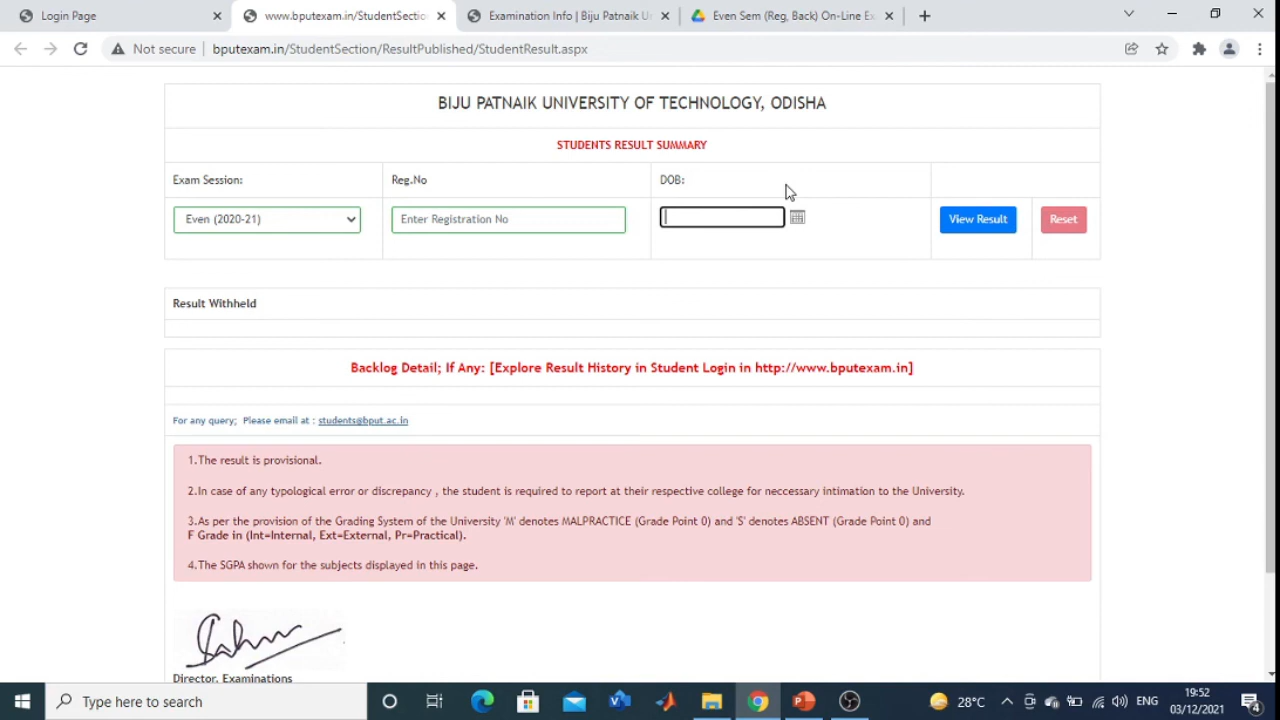 Login Page
www.bputexam.in/StudentSectio
Examination Info | Biju Patnaik U
Even Sem (Reg, Back) On-Line Ex
Not secure
bputexam.in/StudentSection/ResultPublished/StudentResult.aspx
BIJU PATNAIK UNIVERSITY OF TECHNOLOGY, ODISHA
STUDENTS RESULT SUMMARY
Exam Session:
Reg.No
DOB:
Even (2020-21)
Enter Registration No
View Result
Reset
Result Withheld
Backlog Detail; If Any: [Explore Result History in Student Login in http://www.bputexam.in]
For any query; Please email at : students@bput.ac.in
1.The result is provisional.
2.In case of any typological error or discrepancy , the student is required to report at their respective college for neccessary intimation to the University.
3.As per the provision of the Grading System of the University 'M' denotes MALPRACTICE (Grade Point 0) and 'S' denotes ABSENT (Grade Point 0) and
F Grade in (Int=Internal, Ext=External, Pr=Practical).
4.The SGPA shown for the subjects displayed in this page.
Director, Examinations
Type here to search
28°C
ENG
19:52
03/12/2021
4